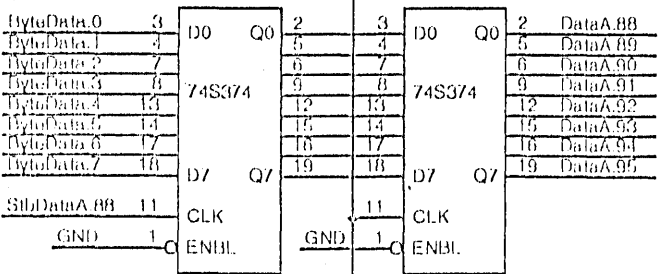 ByteData.0 3 D0 Q0 2 3 D0 Q0 2 DataA.88
ByteData.1 4 5 4 5 DataA.89
ByteData.2 7 6 7 6 DataA.90
ByteData.3 8 74S374 9 8 74S374 9 DataA.91
ByteData.4 13 12 13 12 DataA.92
ByteData.5 14 15 14 15 DataA.93
ByteData.6 17 16 17 16 DataA.94
ByteData.7 18 D7 Q7 19 18 D7 Q7 19 DataA.95
StbDataA.88 11 CLK 11 CLK
GND 1 ENBL GND 1 ENBL